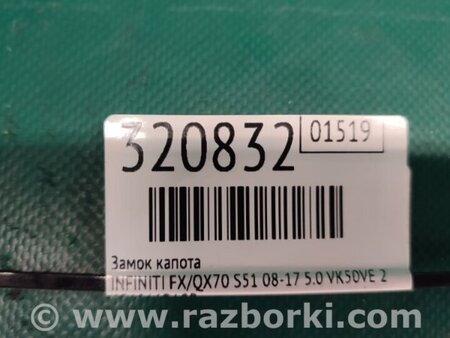 320832 01519
Замок капота
INFINITI FX/QX70 S51 08-17 5.0 VK50VE 2
www.razborki.com